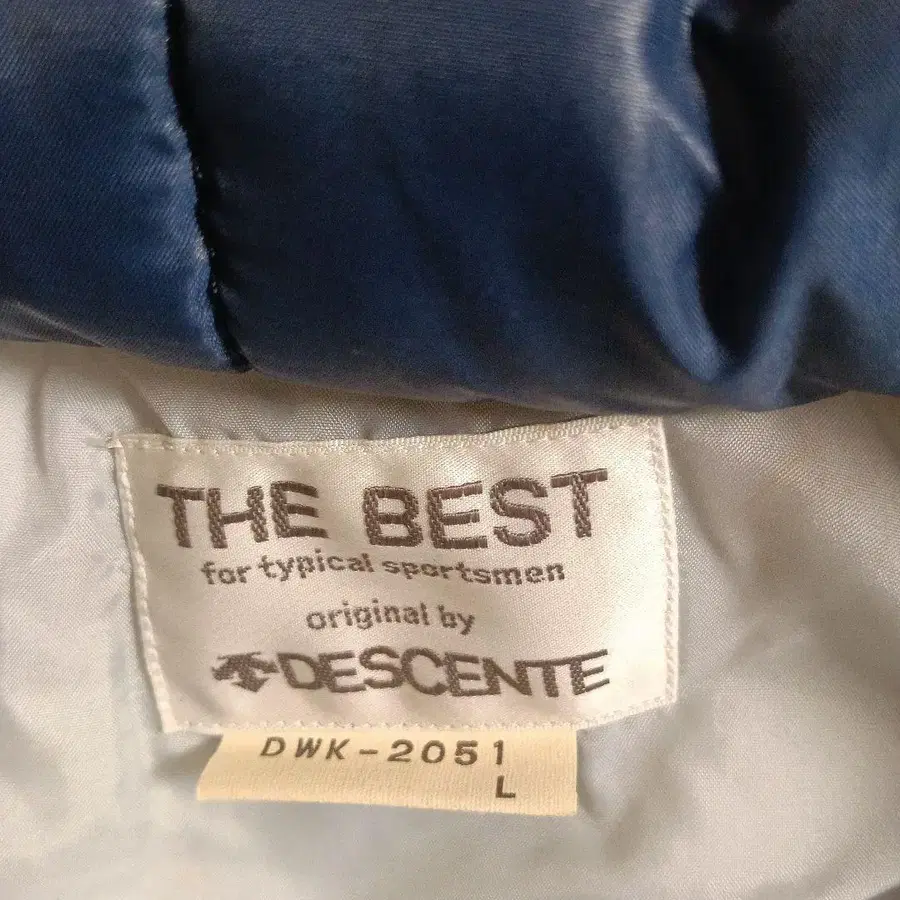 THE BEST
for typical sportsmen
original by
DESCENTE
DWK-2051
L